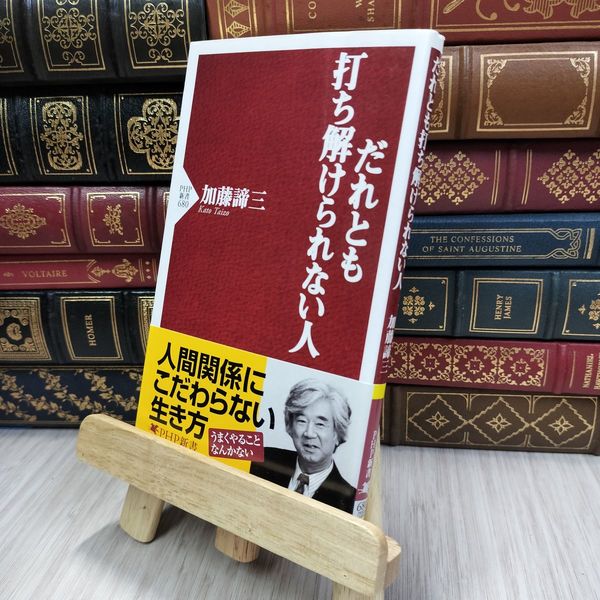 だれとも
打ち解けられない人
加藤諦三
Kato Taizo
PHP
新書
680
人間関係に
こだわらない
生き方
PHP新書
うまくやること
なんかない
だれとも打ち解けられない人
加藤諦三
THE CONFESSIONS
OF SAINT AUGUSTINE
VOLTAIRE
HOMER
HENRY
JAMES